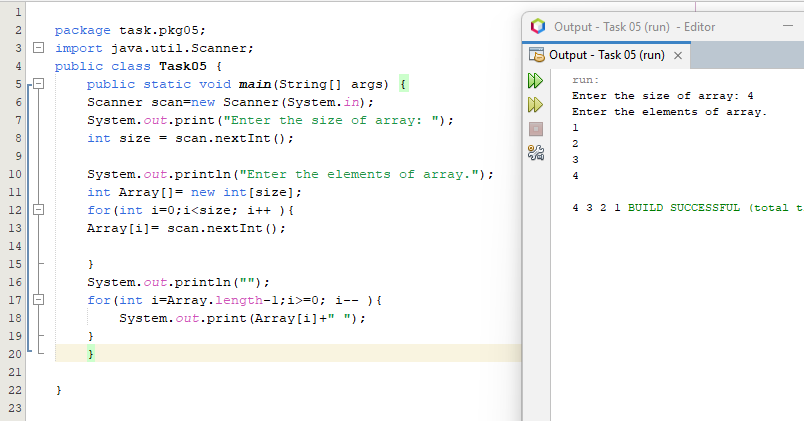 1
2 package task.pkg05;
3 import java.util.Scanner;
4 public class Task05 {
5 public static void main(String[] args) {
6 Scanner scan=new Scanner(System.in);
7 System.out.print("Enter the size of array: ");
8 int size = scan.nextInt();
9
10 System.out.println("Enter the elements of array.");
11 int Array[]= new int[size];
12 for(int i=0;i<size; i++ ){
13 Array[i]= scan.nextInt();
14
15 }
16 System.out.println("");
17 for(int i=Array.length-1;i>=0; i-- ){
18 System.out.print(Array[i]+" ");
19 }
20 }
21
22 }
23
Output - Task 05 (run) - Editor
Output - Task 05 (run) ×
run:
Enter the size of array: 4
Enter the elements of array.
1
2
3
4
4 3 2 1 BUILD SUCCESSFUL (total t